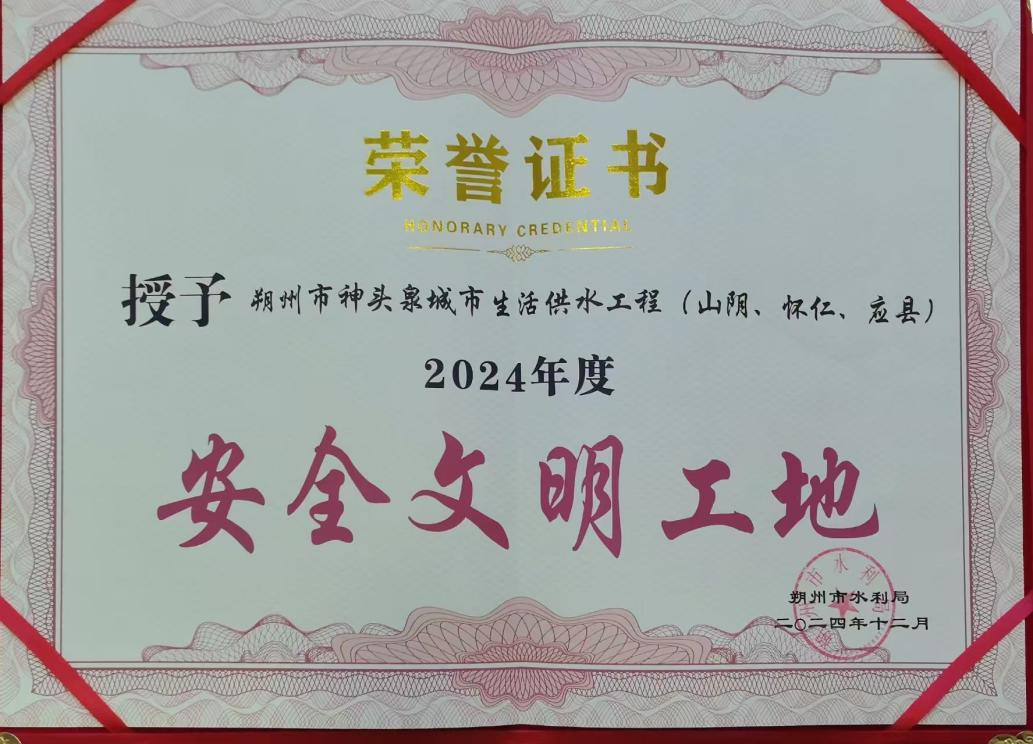 荣誉证书
HONORARY CREDENTIAL
授予 朔州市神头泉城市生活供水工程（山阴、怀仁、应县）
2024年度
安全文明工地
朔州市水利局
二〇二四年十二月